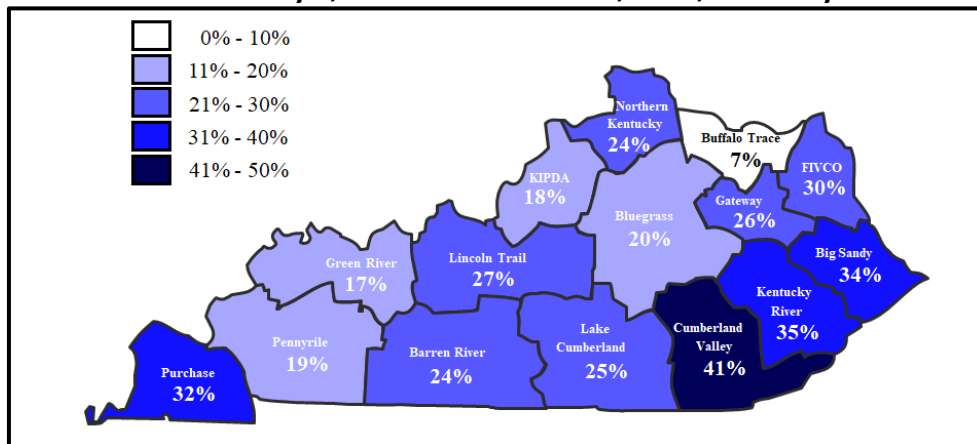 0% - 10%
11% - 20%
21% - 30%
31% - 40%
41% - 50%
Northern
Kentucky
24%
Buffalo Trace
7%
FIVCO
30%
KIPDA
18%
Gateway
26%
Bluegrass
20%
Big Sandy
34%
Green River
17%
Lincoln Trail
27%
Kentucky
River
35%
Pennyrile
19%
Barren River
24%
Lake
Cumberland
25%
Cumberland
Valley
41%
Purchase
32%